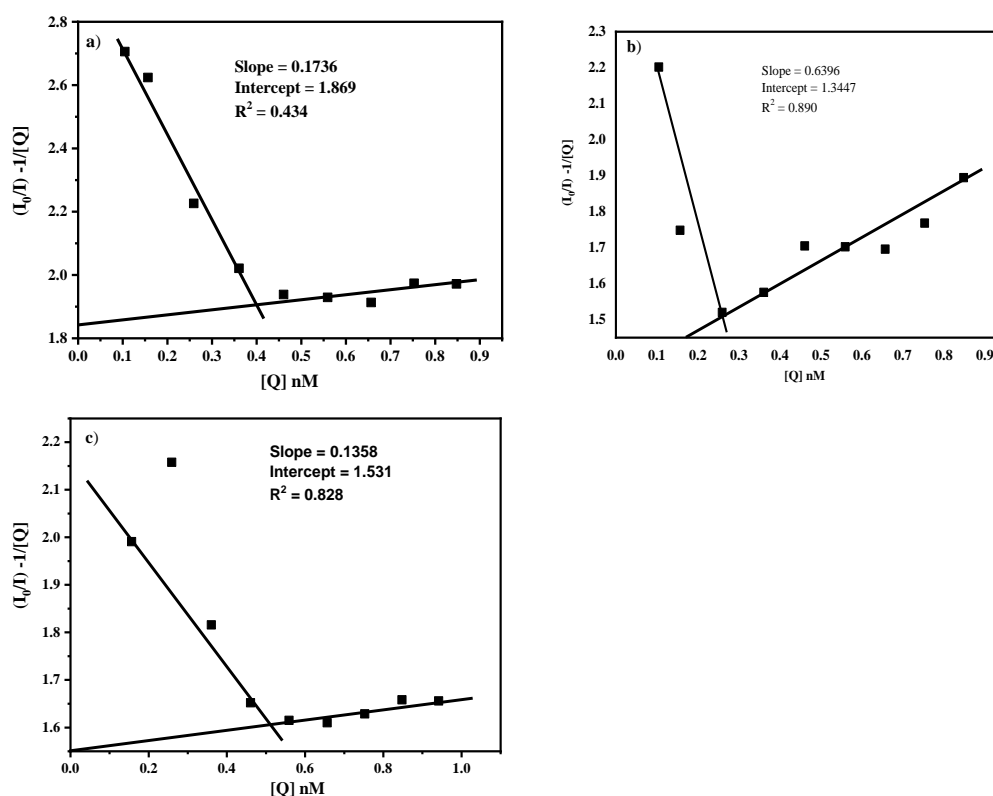 a)
Slope = 0.1736
Intercept = 1.869
R² = 0.434
(I₀/I) -1/[Q]
2.8
2.6
2.4
2.2
2.0
1.8
0.0 0.1 0.2 0.3 0.4 0.5 0.6 0.7 0.8 0.9
[Q] nM
b)
Slope = 0.6396
Intercept = 1.3447
R² = 0.890
(I₀/I) -1/[Q]
2.3
2.2
2.1
2.0
1.9
1.8
1.7
1.6
1.5
0.0 0.1 0.2 0.3 0.4 0.5 0.6 0.7 0.8 0.9
[Q] nM
c)
Slope = 0.1358
Intercept = 1.531
R² = 0.828
(I₀/I) -1/[Q]
2.2
2.1
2.0
1.9
1.8
1.7
1.6
0.0 0.2 0.4 0.6 0.8 1.0
[Q] nM